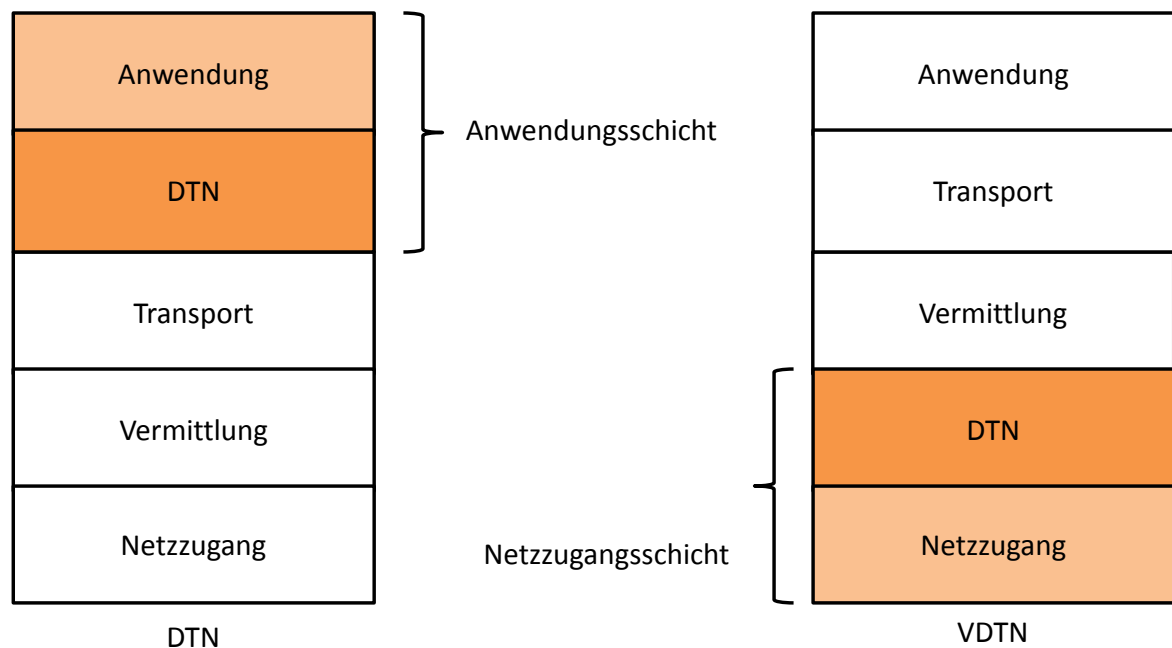 Anwendung
DTN
Transport
Vermittlung
Netzzugang
DTN
Anwendungsschicht
Netzzugangsschicht
Anwendung
Transport
Vermittlung
DTN
Netzzugang
VDTN